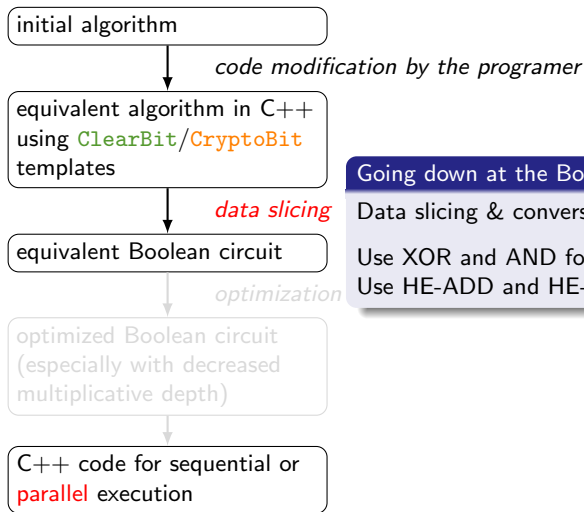 initial algorithm
code modification by the programer
equivalent algorithm in C++
using ClearBit/CryptoBit
templates
data slicing
equivalent Boolean circuit
optimization
optimized Boolean circuit
(especially with decreased
multiplicative depth)
C++ code for sequential or
parallel execution
Going down at the Bo
Data slicing & convers
Use XOR and AND fo
Use HE-ADD and HE-